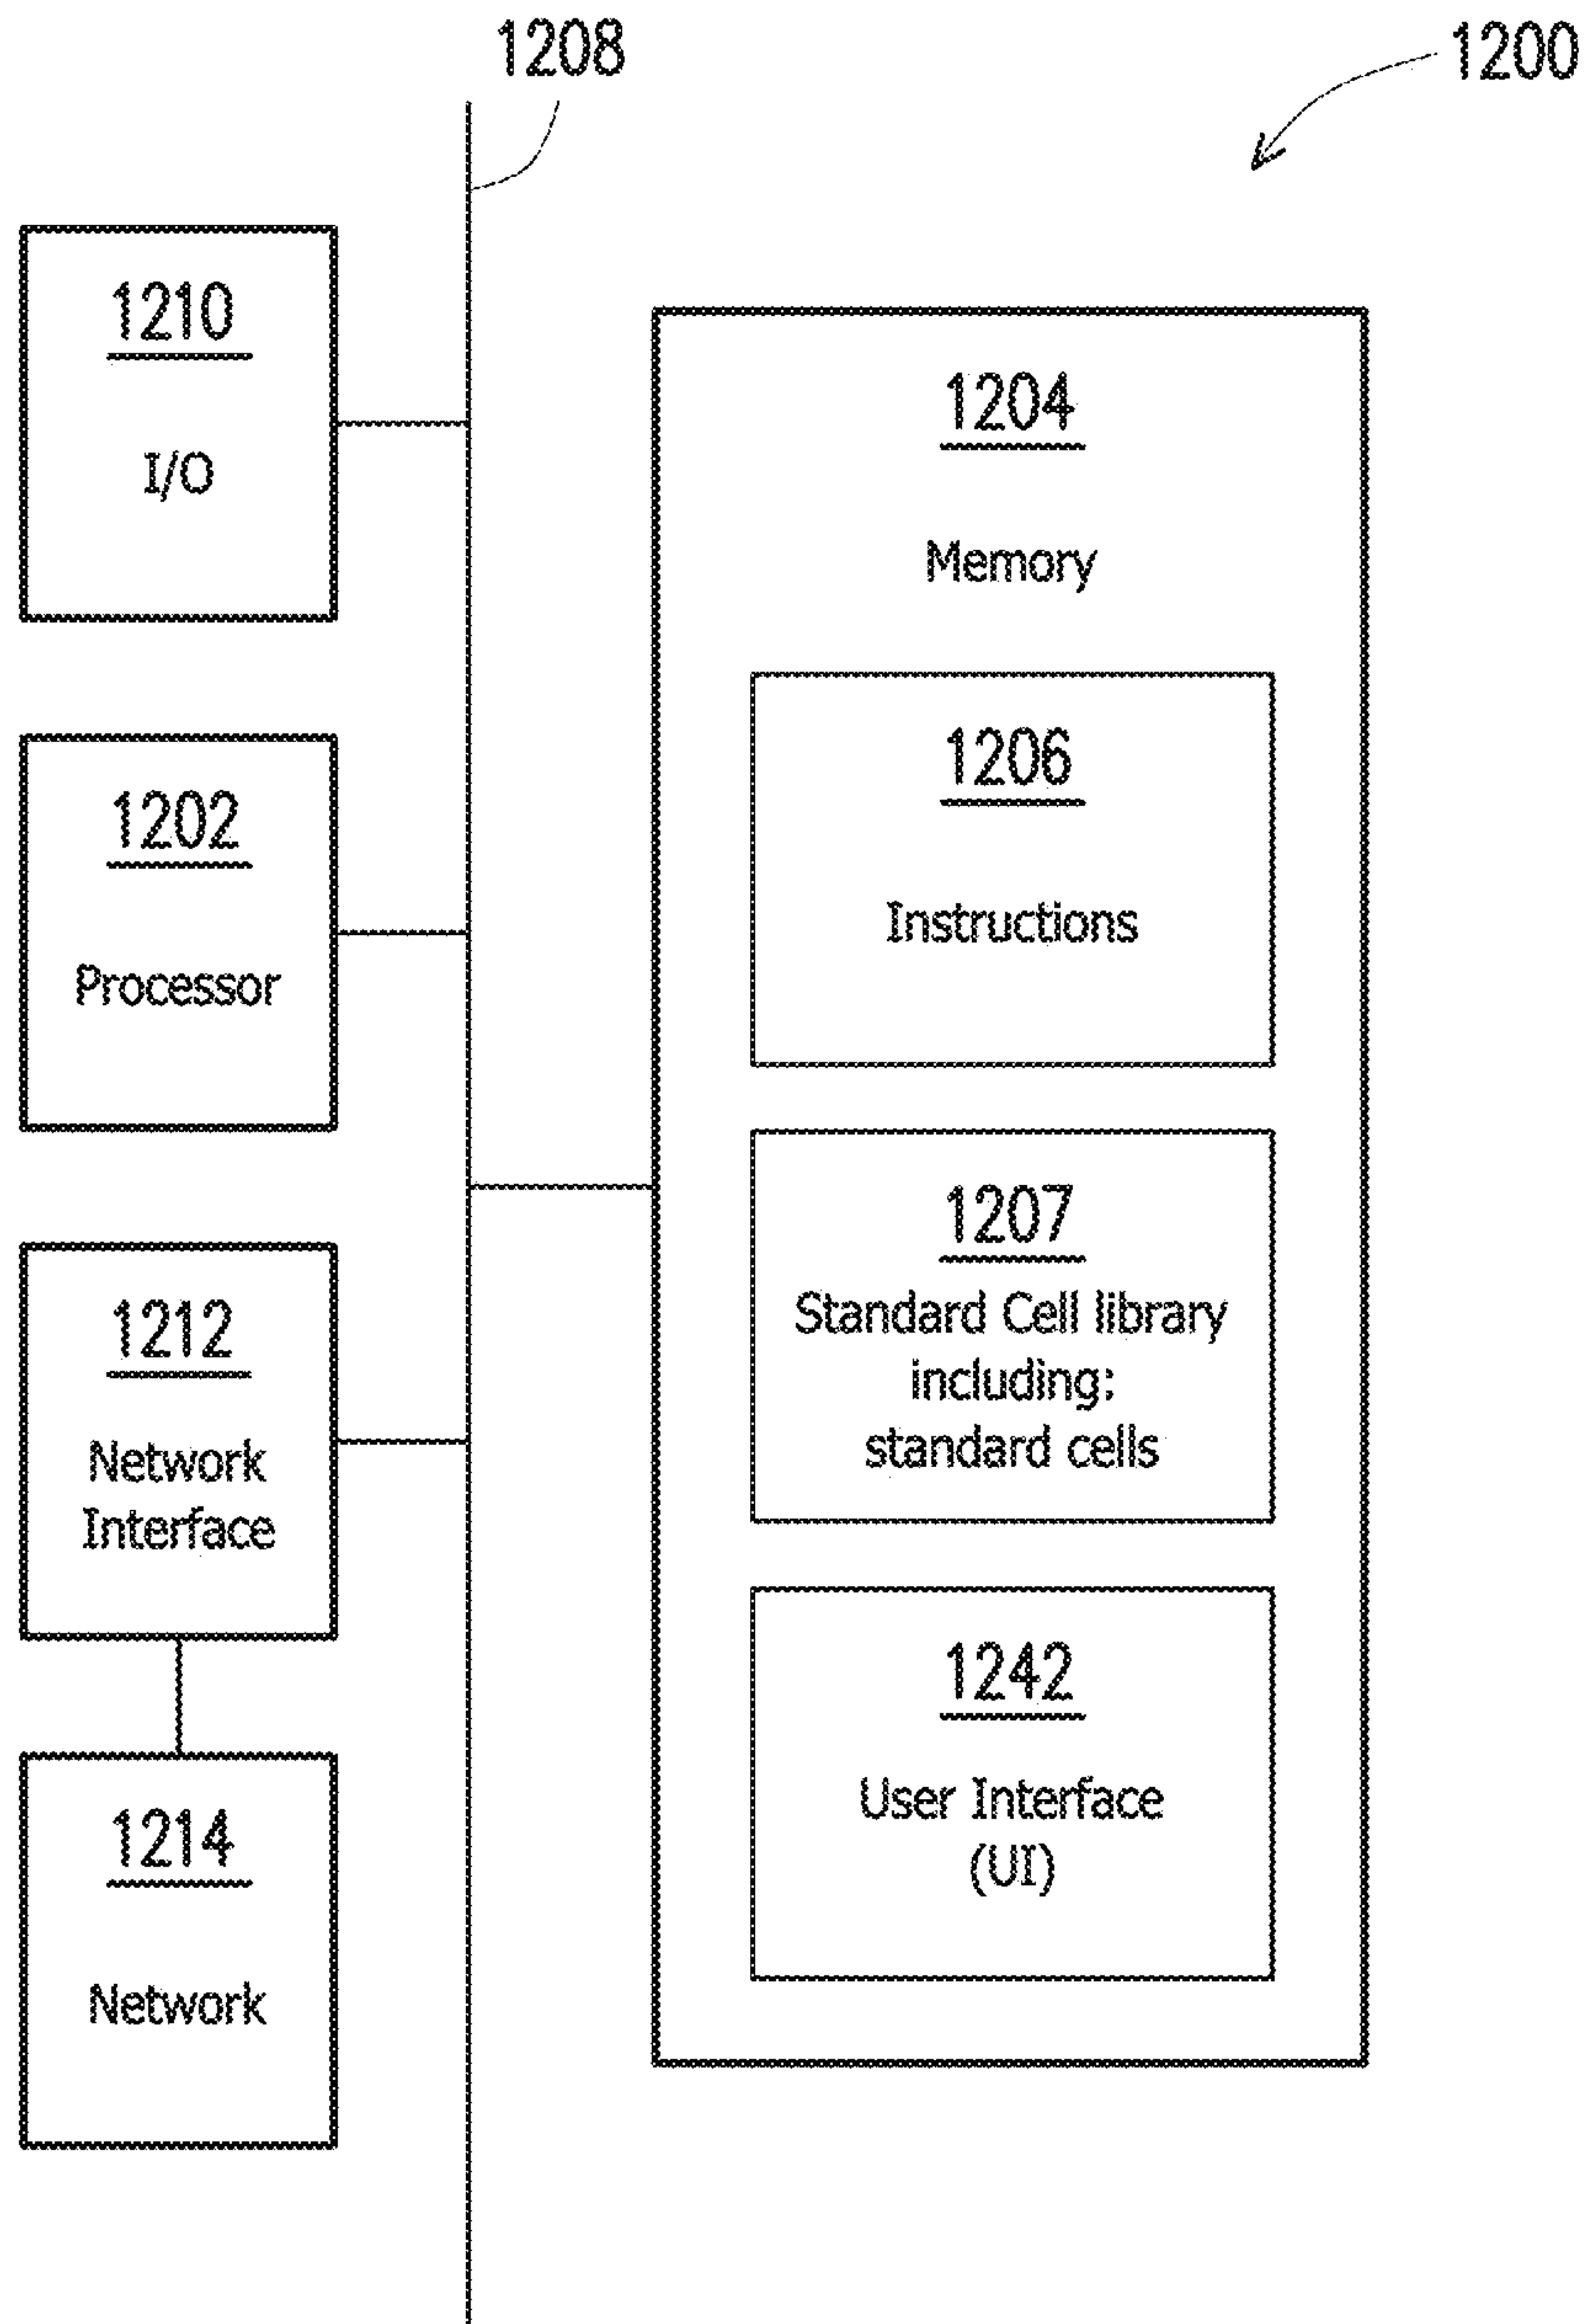 1208
1200
1210
I/O
1202
Processor
1212
Network
Interface
1214
Network
1204
Memory
1206
Instructions
1207
Standard Cell library
including:
standard cells
1242
User Interface
(UI)